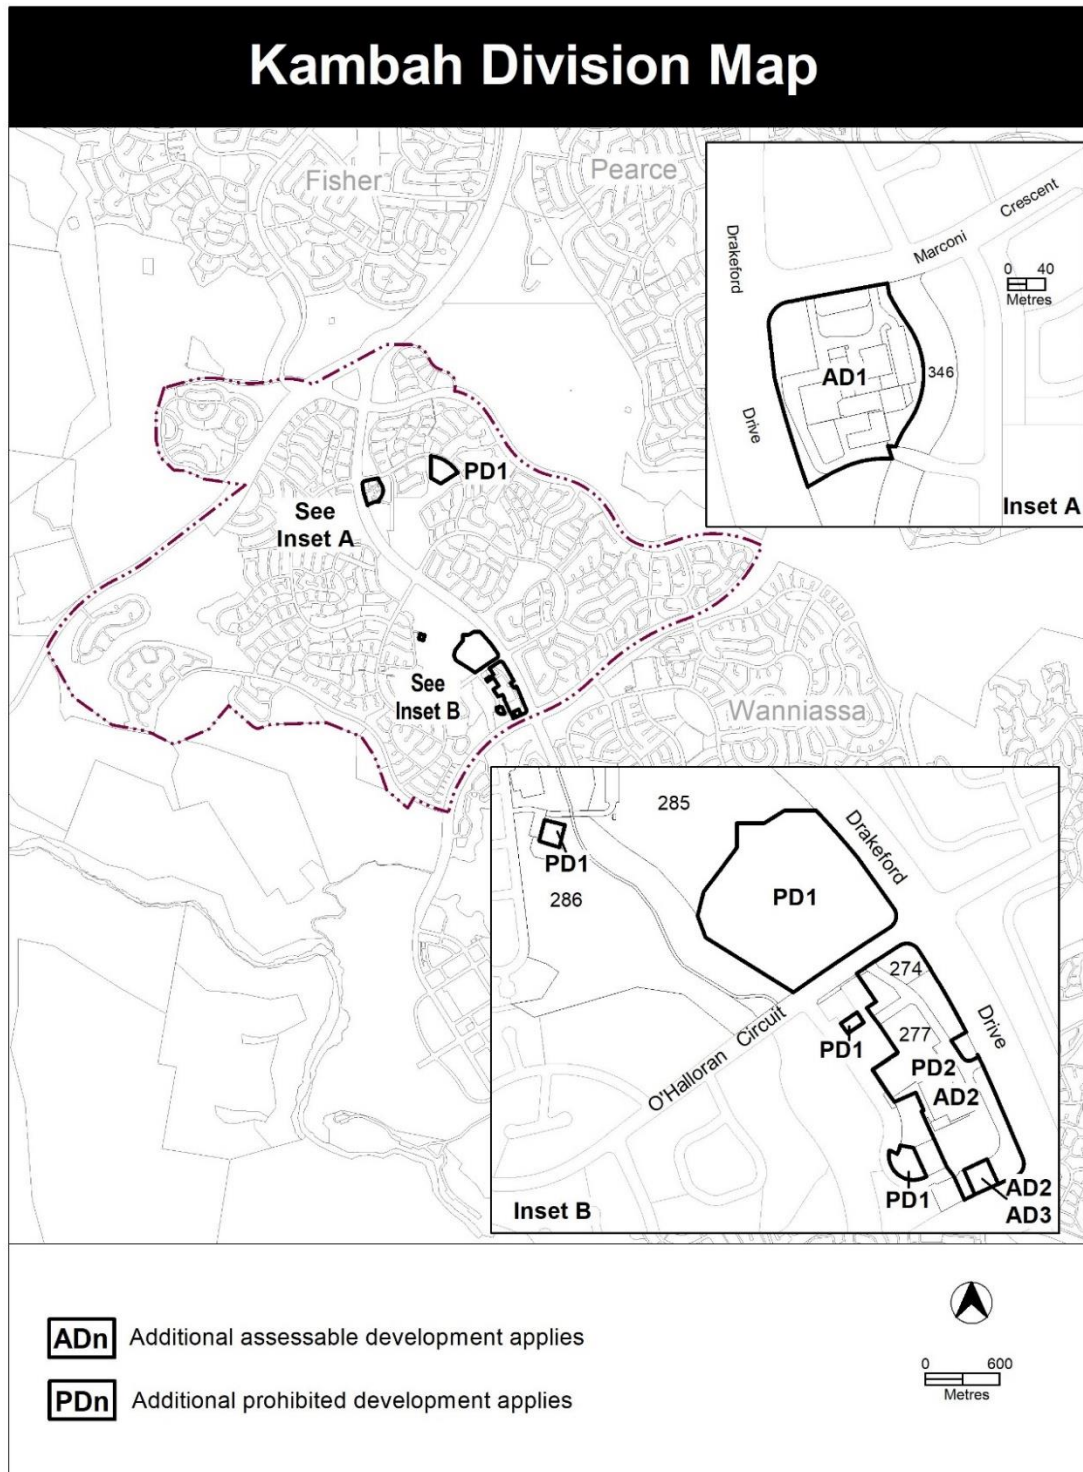 Kambah Division Map
Fisher
Pearce
Drakeford
Marconi
Crescent
0 40
Metres
AD1
346
Drive
Inset A
PD1
See
Inset A
See
Inset B
Wanniassa
285
Drakeford
PD1
286
PD1
274
Drive
277
O'Halloran Circuit
PD1
PD2
AD2
PD1
AD2
AD3
Inset B
ADn Additional assessable development applies
PDn Additional prohibited development applies
0 600
Metres